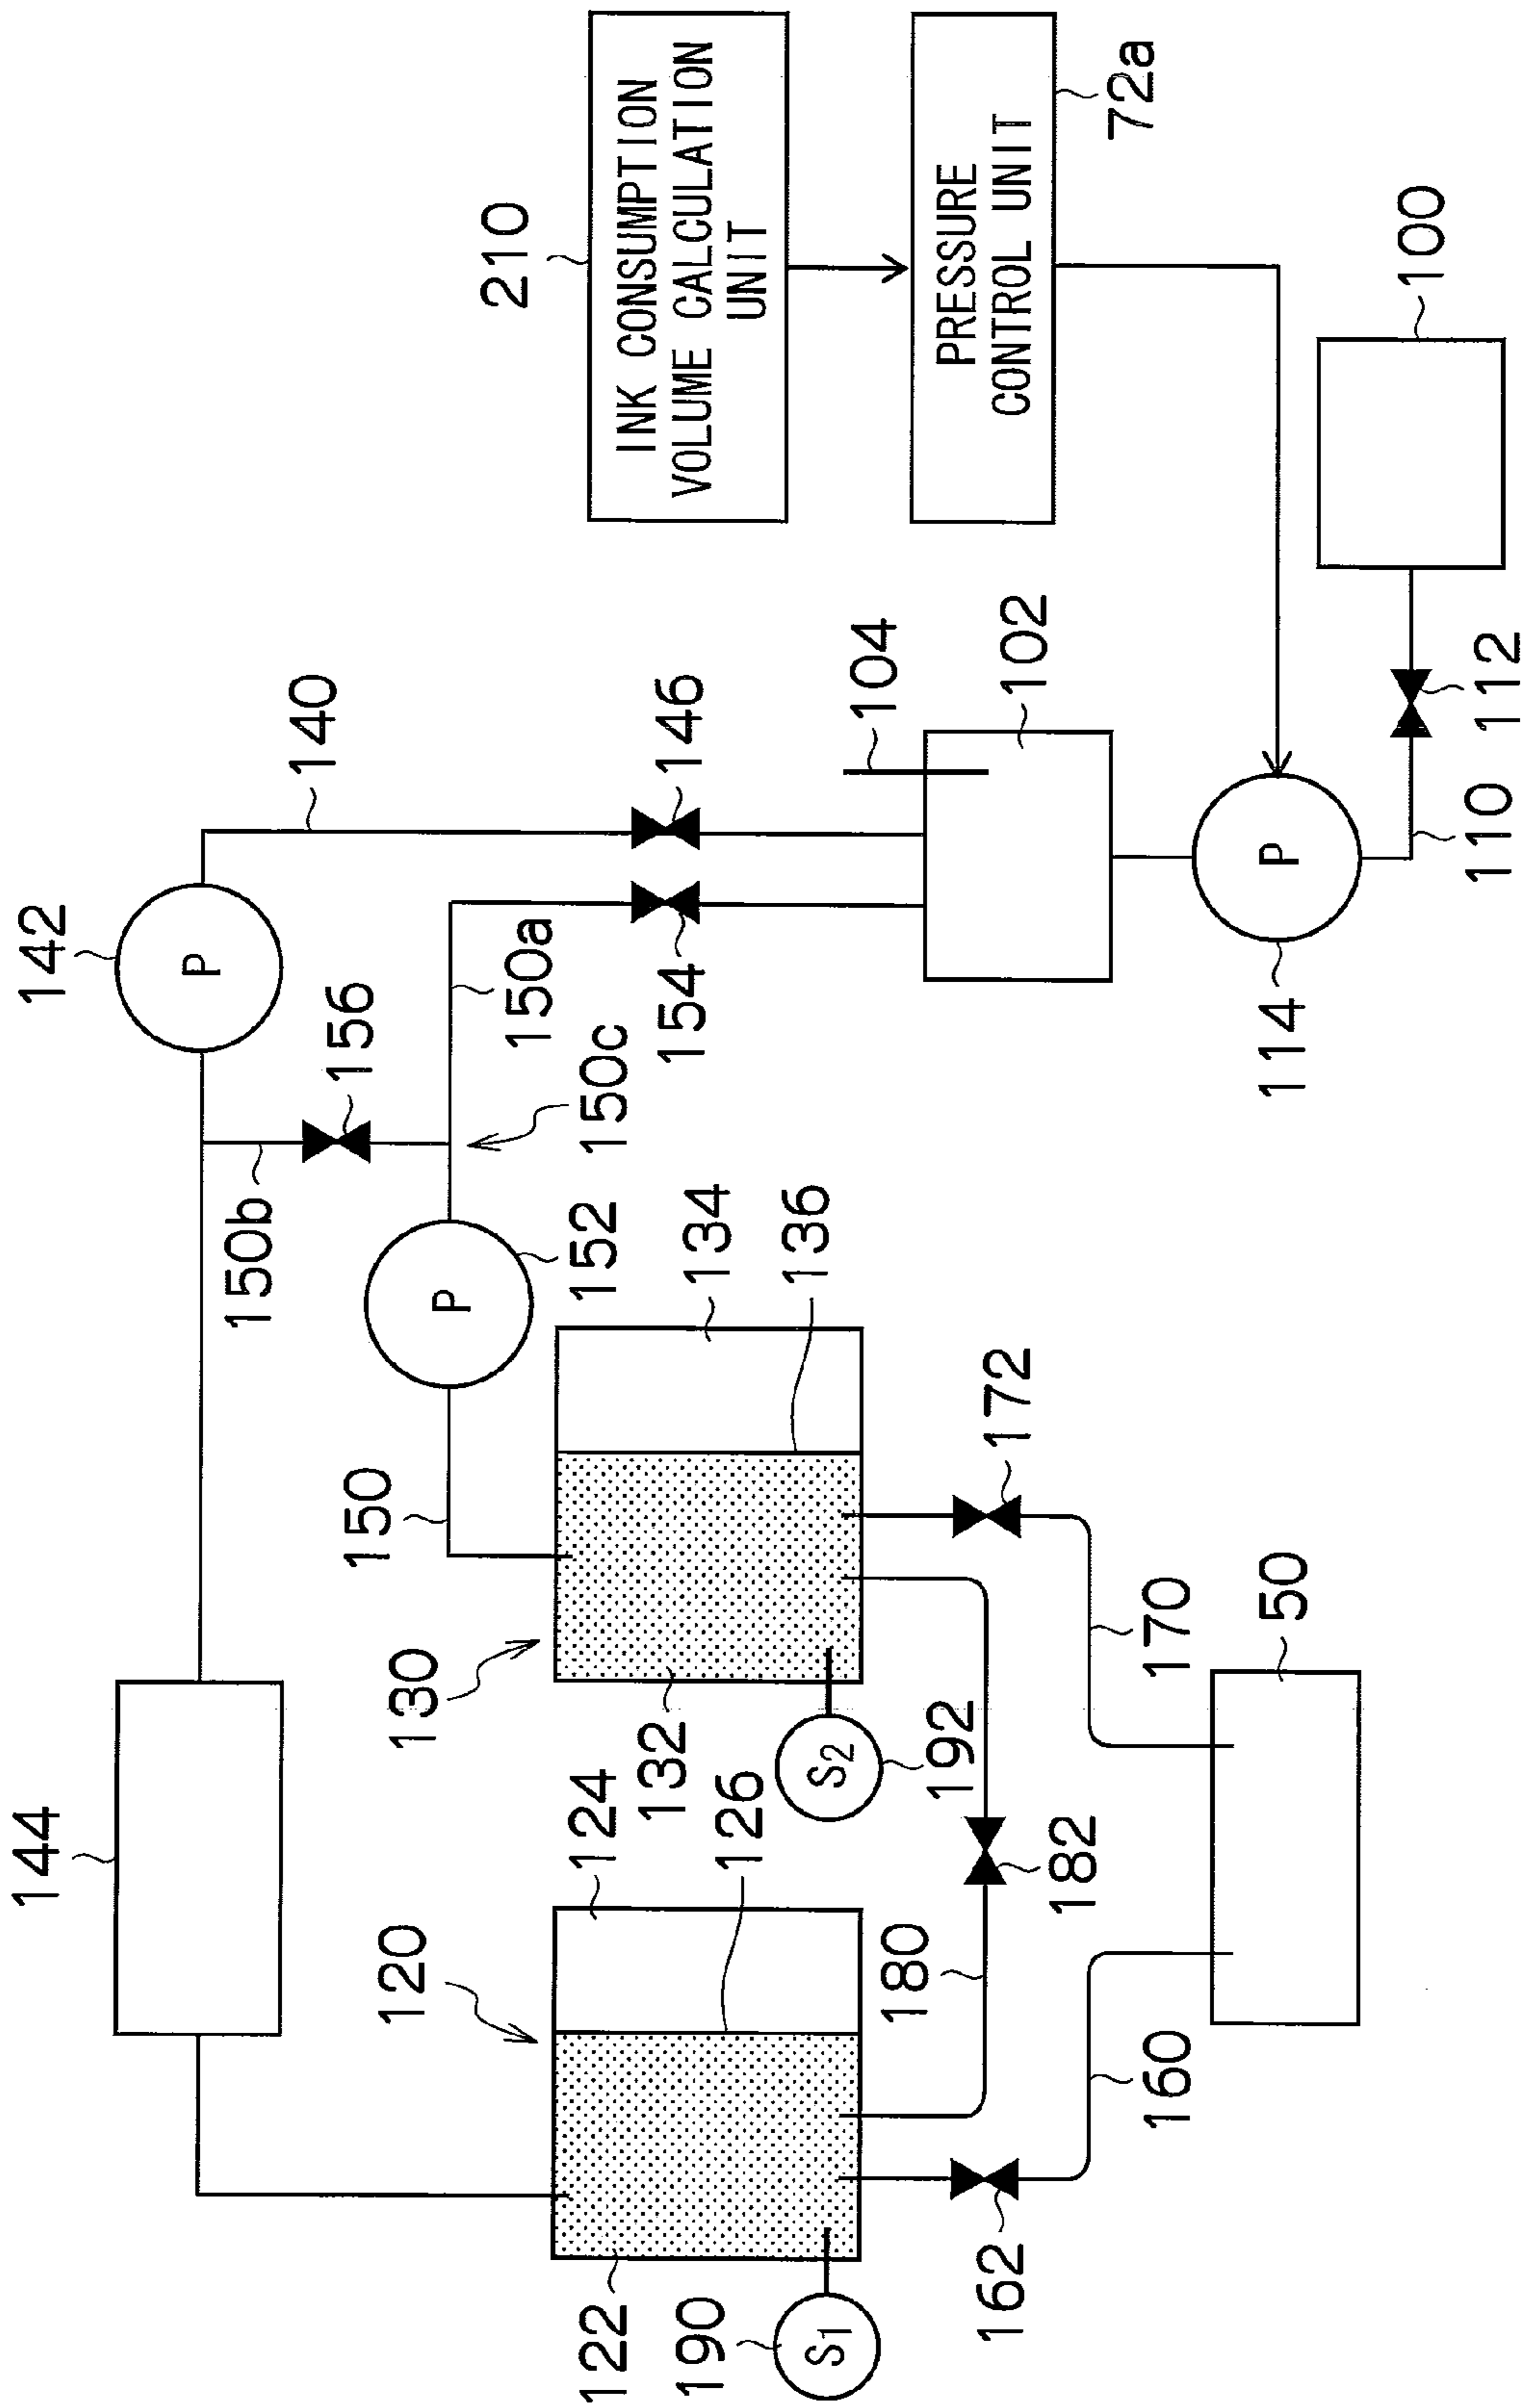 144
142
P
140
150b
156
150
P
152
150a
150c
154
146
120
130
124
126
132
134
136
122
190
S1
S2
192
162
160
180
182
170
172
50
104
102
P
114
110
112
100
210
INK CONSUMPTION
VOLUME CALCULATION
UNIT
PRESSURE
CONTROL UNIT
72a